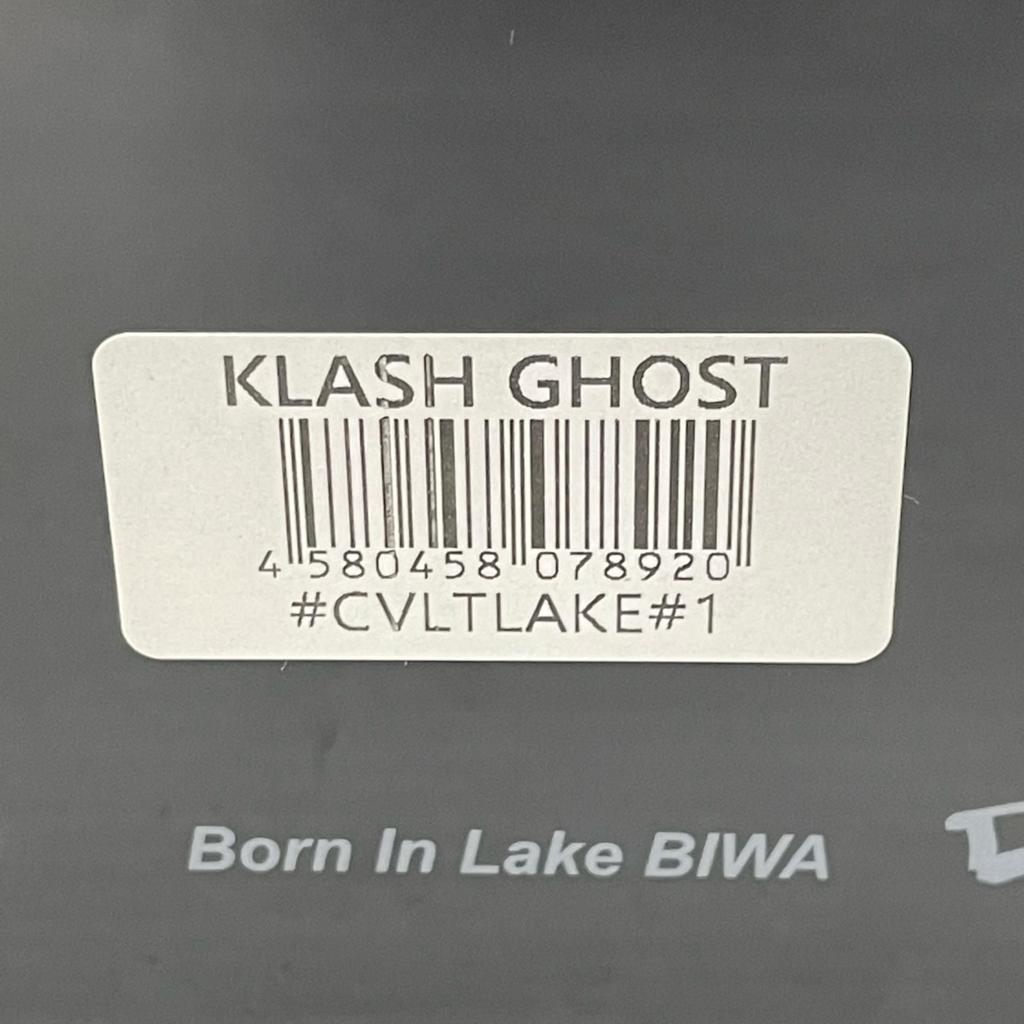 KLASH GHOST
4 580458 078920
#CVLTLAKE#1
Born In Lake BIWA